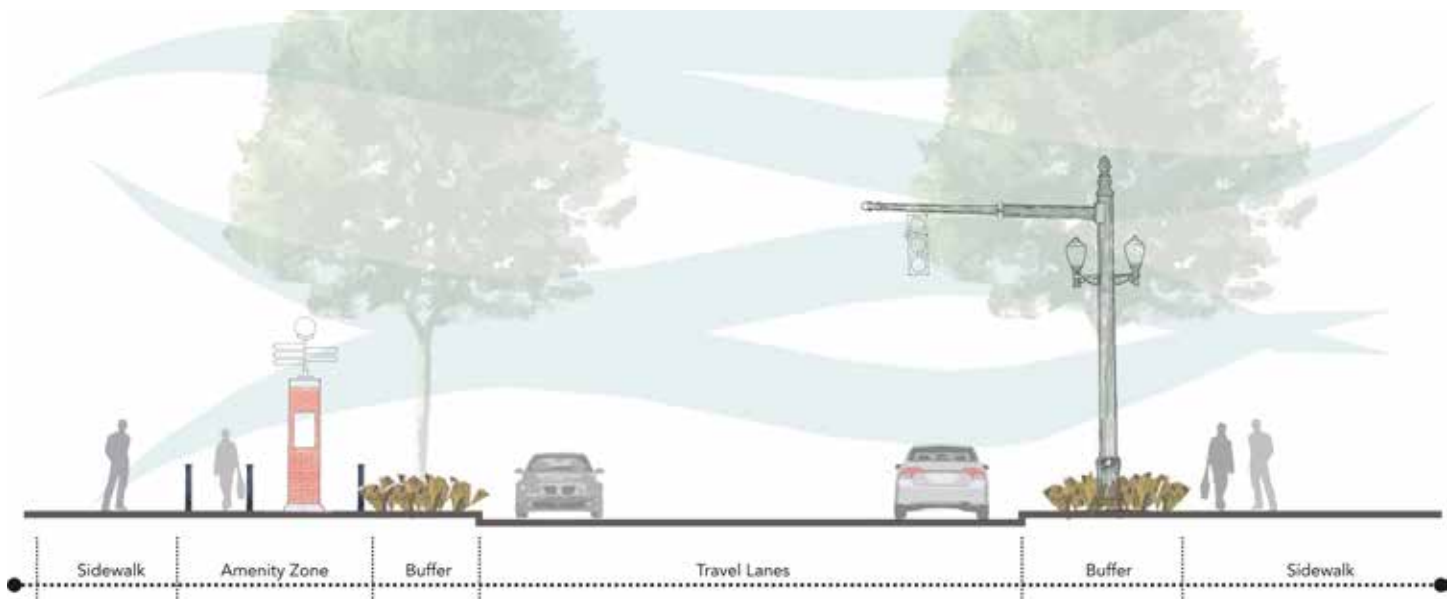 Sidewalk
Amenity Zone
Buffer
Travel Lanes
Buffer
Sidewalk